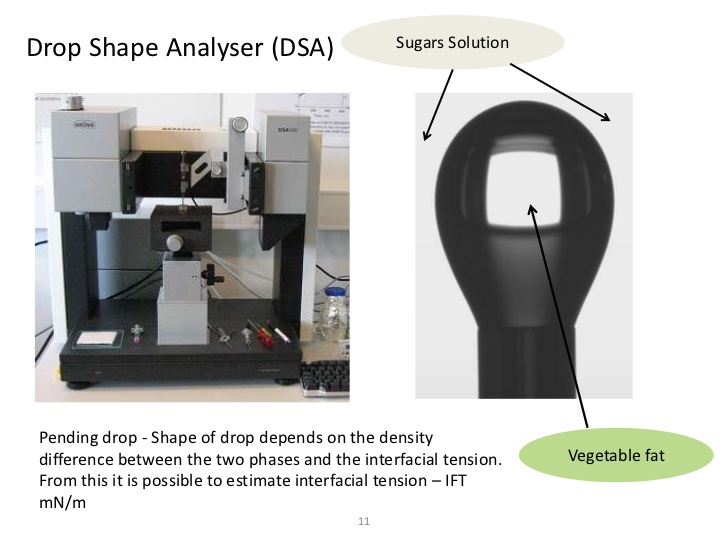 Drop Shape Analyser (DSA)
Sugars Solution
KRÜSS
Pending drop - Shape of drop depends on the density
difference between the two phases and the interfacial tension.
From this it is possible to estimate interfacial tension – IFT
mN/m
Vegetable fat
11